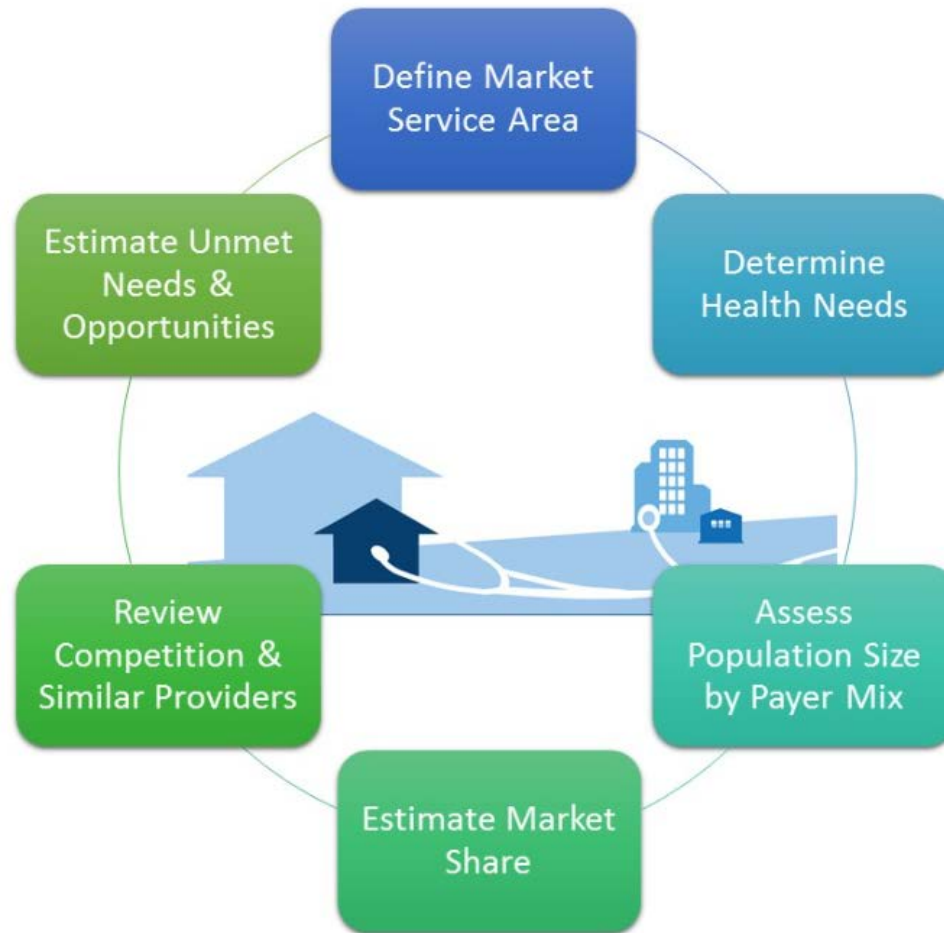 Define Market
Service Area
Determine
Health Needs
Assess
Population Size
by Payer Mix
Estimate Market
Share
Review
Competition &
Similar Providers
Estimate Unmet
Needs &
Opportunities